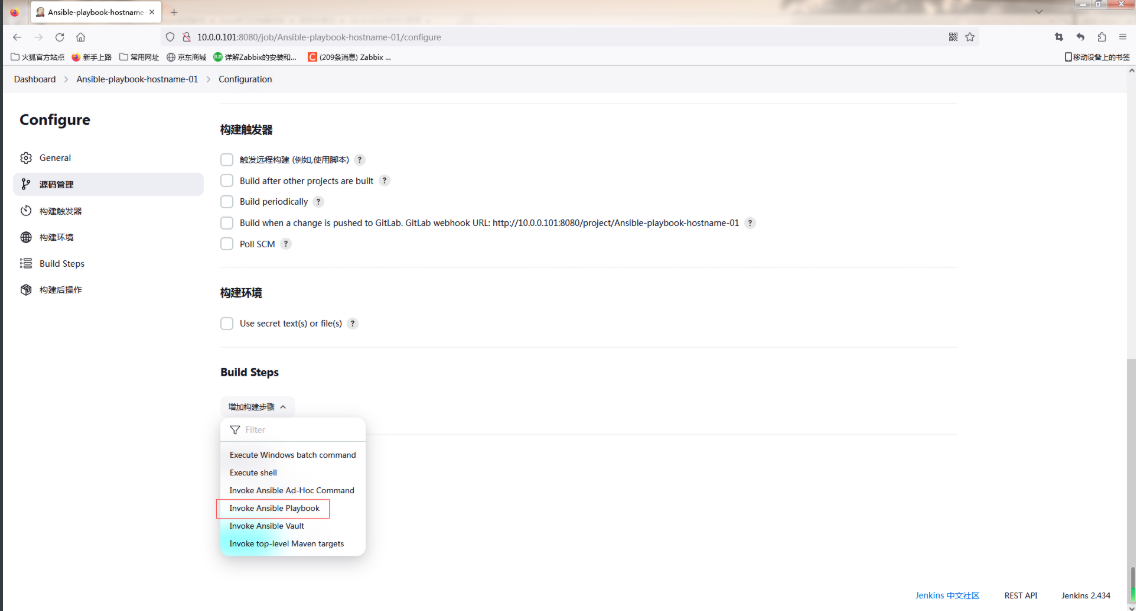 Ansible-playbook-hostname
10.0.0.101:8080/job/Ansible-playbook-hostname-01/configure
火狐官方站点 新手上路 常用网址 京东商城 详解Zabbix的安装和... (209条消息) Zabbix ... 移动设备上的书签
Dashboard Ansible-playbook-hostname-01 Configuration
Configure
General
源码管理
构建触发器
构建环境
Build Steps
构建后操作
构建触发器
触发远程构建 (例如,使用脚本) ?
Build after other projects are built ?
Build periodically ?
Build when a change is pushed to GitLab. GitLab webhook URL: http://10.0.0.101:8080/project/Ansible-playbook-hostname-01 ?
Poll SCM ?
构建环境
Use secret text(s) or file(s) ?
Build Steps
增加构建步骤
Filter
Execute Windows batch command
Execute shell
Invoke Ansible Ad-Hoc Command
Invoke Ansible Playbook
Invoke Ansible Vault
Invoke top-level Maven targets
Jenkins 中文社区 REST API Jenkins 2.434